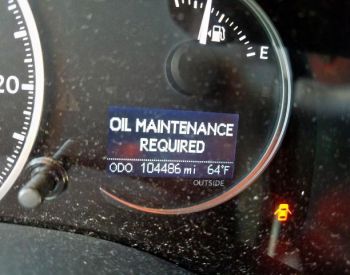 E
20
OIL MAINTENANCE
REQUIRED
ODO 104486 mi 64°F
OUTSIDE